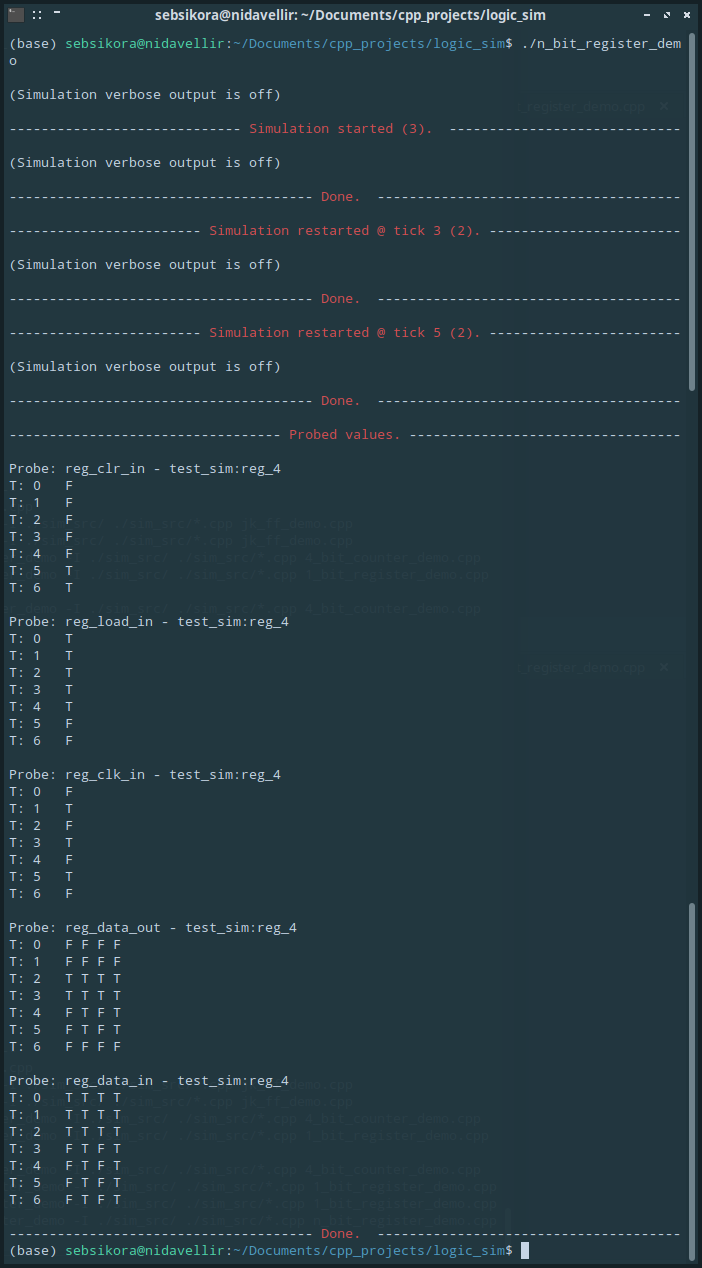 sebsikora@nidavellir: ~/Documents/cpp_projects/logic_sim
(base) sebsikora@nidavellir:~/Documents/cpp_projects/logic_sim$ ./n_bit_register_dem
o
(Simulation verbose output is off)
----------------------------- Simulation started (3).  -----------------------------
(Simulation verbose output is off)
-------------------------------------- Done.  --------------------------------------
------------------------ Simulation restarted @ tick 3 (2). ------------------------
(Simulation verbose output is off)
-------------------------------------- Done.  --------------------------------------
------------------------ Simulation restarted @ tick 5 (2). ------------------------
(Simulation verbose output is off)
-------------------------------------- Done.  --------------------------------------
---------------------------------- Probed values. ----------------------------------
Probe: reg_clr_in - test_sim:reg_4
T: 0   F
T: 1   F
T: 2   F
T: 3   F
T: 4   F
T: 5   T
T: 6   T
Probe: reg_load_in - test_sim:reg_4
T: 0   T
T: 1   T
T: 2   T
T: 3   T
T: 4   T
T: 5   F
T: 6   F
Probe: reg_clk_in - test_sim:reg_4
T: 0   F
T: 1   T
T: 2   F
T: 3   T
T: 4   F
T: 5   T
T: 6   F
Probe: reg_data_out - test_sim:reg_4
T: 0   F F F F
T: 1   F F F F
T: 2   T T T T
T: 3   T T T T
T: 4   F T F T
T: 5   F T F T
T: 6   F F F F
Probe: reg_data_in - test_sim:reg_4
T: 0   T T T T
T: 1   T T T T
T: 2   T T T T
T: 3   F T F T
T: 4   F T F T
T: 5   F T F T
T: 6   F T F T
-------------------------------------- Done.  --------------------------------------
(base) sebsikora@nidavellir:~/Documents/cpp_projects/logic_sim$